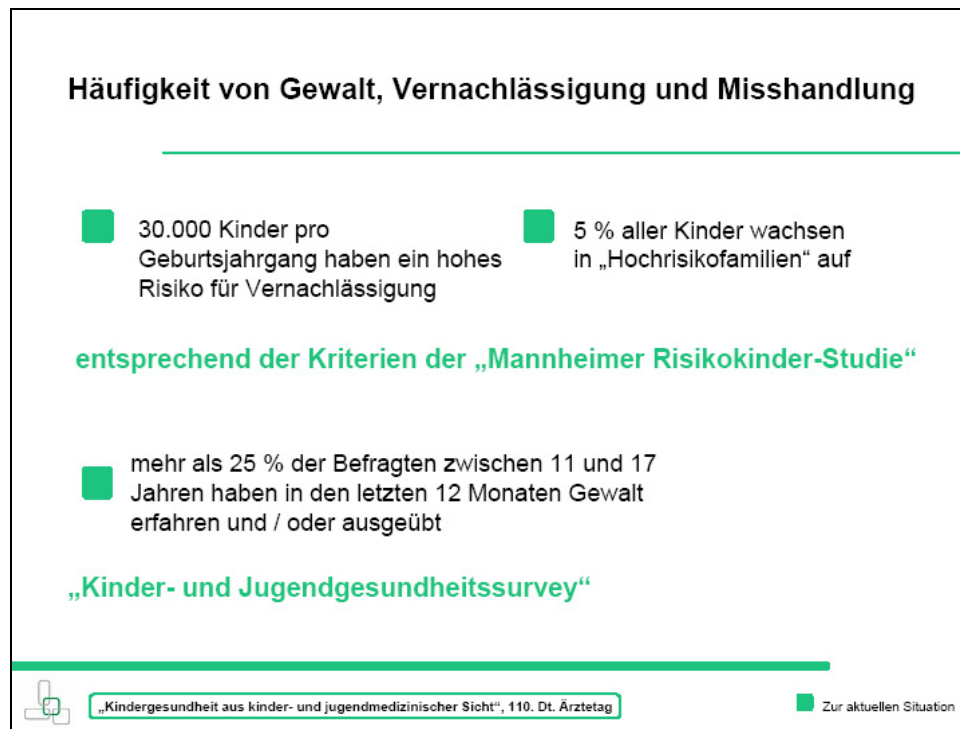 Häufigkeit von Gewalt, Vernachlässigung und Misshandlung
30.000 Kinder pro
Geburtsjahrgang haben ein hohes
Risiko für Vernachlässigung
5 % aller Kinder wachsen
in „Hochrisikofamilien“ auf
entsprechend der Kriterien der „Mannheimer Risikokinder-Studie“
mehr als 25 % der Befragten zwischen 11 und 17
Jahren haben in den letzten 12 Monaten Gewalt
erfahren und / oder ausgeübt
„Kinder- und Jugendgesundheitssurvey“
„Kindergesundheit aus kinder- und jugendmedizinischer Sicht“, 110. Dt. Ärztetag
Zur aktuellen Situation